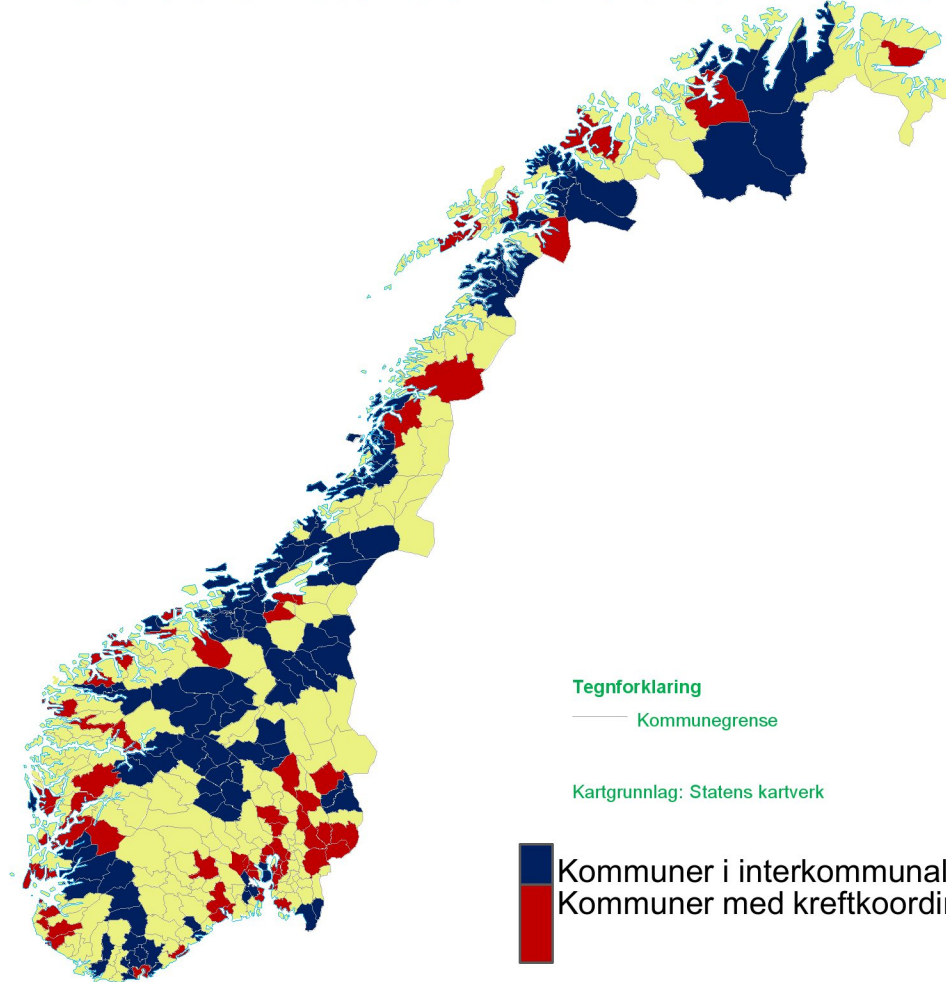 Tegnforklaring
Kommunegrense
Kartgrunnlag: Statens kartverk
Kommuner i interkommunal
Kommuner med kreftkoordi